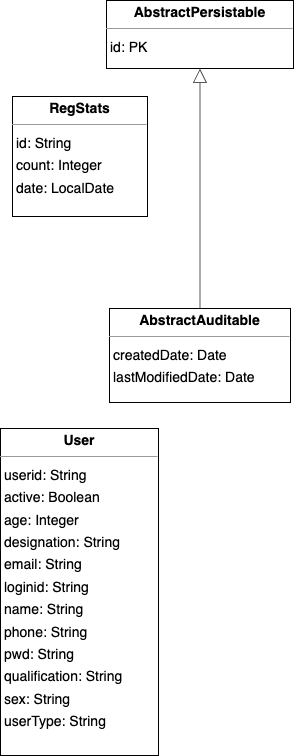 AbstractPersistable
id: PK
RegStats
id: String
count: Integer
date: LocalDate
AbstractAuditable
createdDate: Date
lastModifiedDate: Date
User
userid: String
active: Boolean
age: Integer
designation: String
email: String
loginid: String
name: String
phone: String
pwd: String
qualification: String
sex: String
userType: String